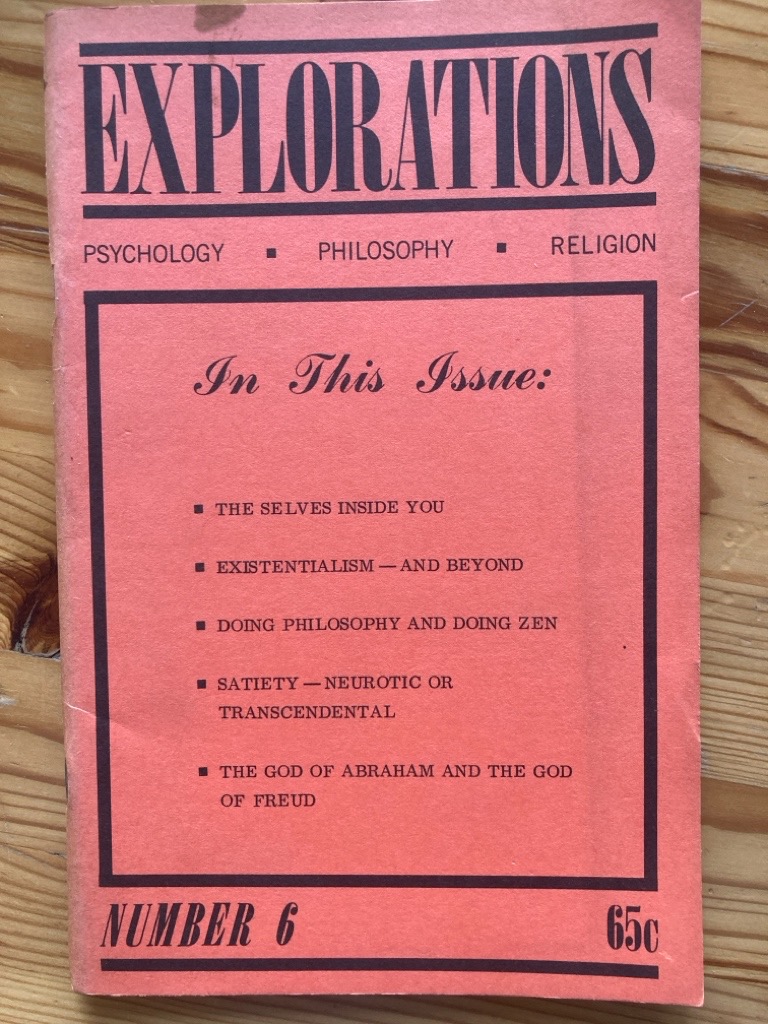 EXPLORATIONS
PSYCHOLOGY ▪ PHILOSOPHY ▪ RELIGION
In This Issue:
▪ THE SELVES INSIDE YOU
▪ EXISTENTIALISM — AND BEYOND
▪ DOING PHILOSOPHY AND DOING ZEN
▪ SATIETY — NEUROTIC OR
TRANSCENDENTAL
▪ THE GOD OF ABRAHAM AND THE GOD
OF FREUD
NUMBER 6 65c